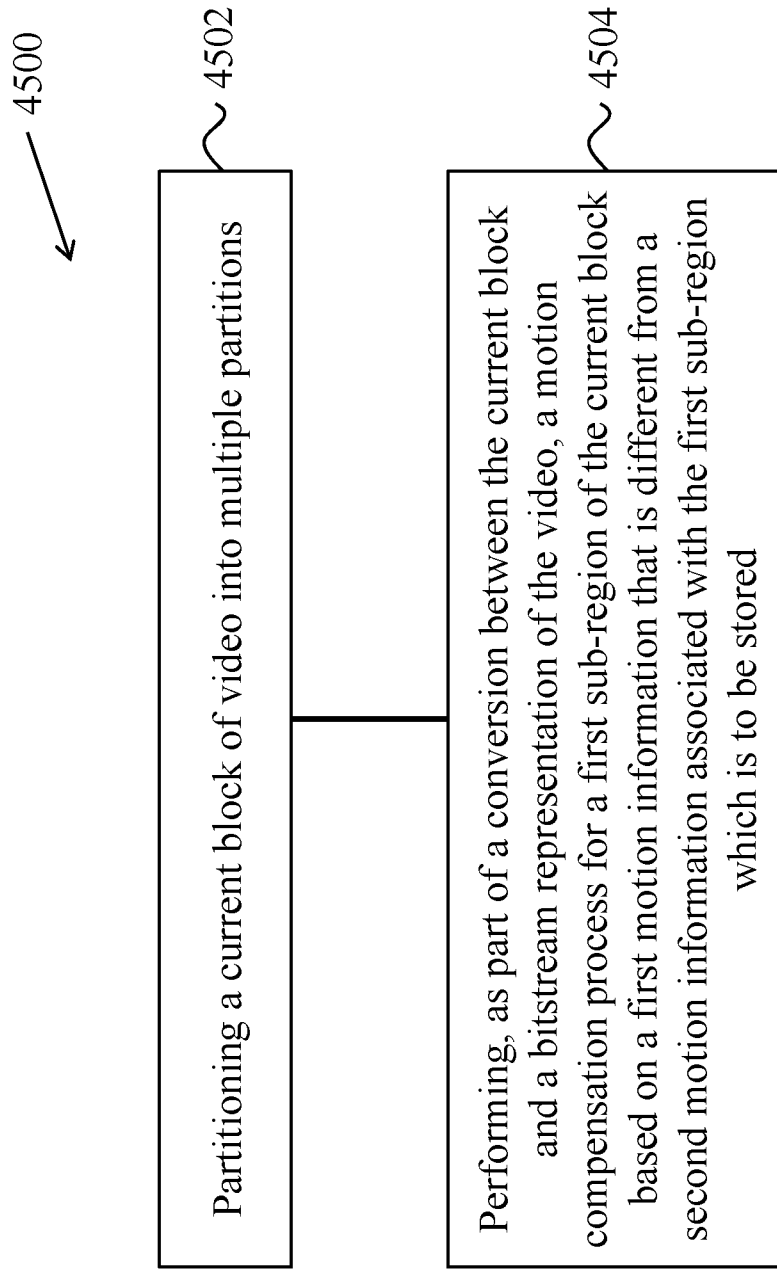 4500
Partitioning a current block of video into multiple partitions
4502
Performing, as part of a conversion between the current block
and a bitstream representation of the video, a motion
compensation process for a first sub-region of the current block
based on a first motion information that is different from a
second motion information associated with the first sub-region
which is to be stored
4504